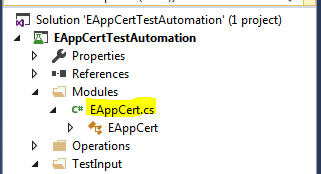 Solution 'EAppCertTestAutomation' (1 project)
EAppCertTestAutomation
Properties
References
Modules
C# EAppCert.cs
EAppCert
Operations
TestInput